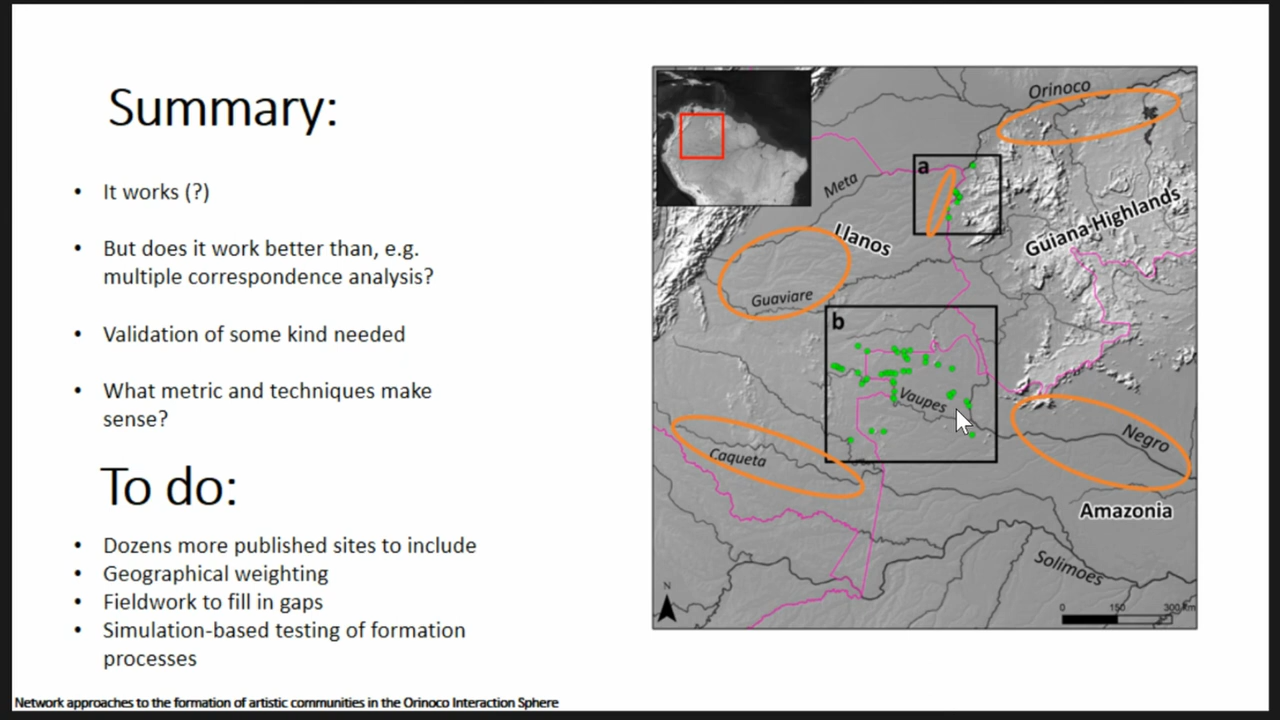 Summary:
• It works (?)
• But does it work better than, e.g.
multiple correspondence analysis?
• Validation of some kind needed
• What metric and techniques make
sense?
To do:
• Dozens more published sites to include
• Geographical weighting
• Fieldwork to fill in gaps
• Simulation-based testing of formation
processes
Network approaches to the formation of artistic communities in the Orinoco Interaction Sphere
Orinoco
a
Meta
Llanos
Guiana Highlands
Guaviare
b
Vaupes
Negro
Caqueta
Amazonia
Solimoes
N
0 150 300 Km